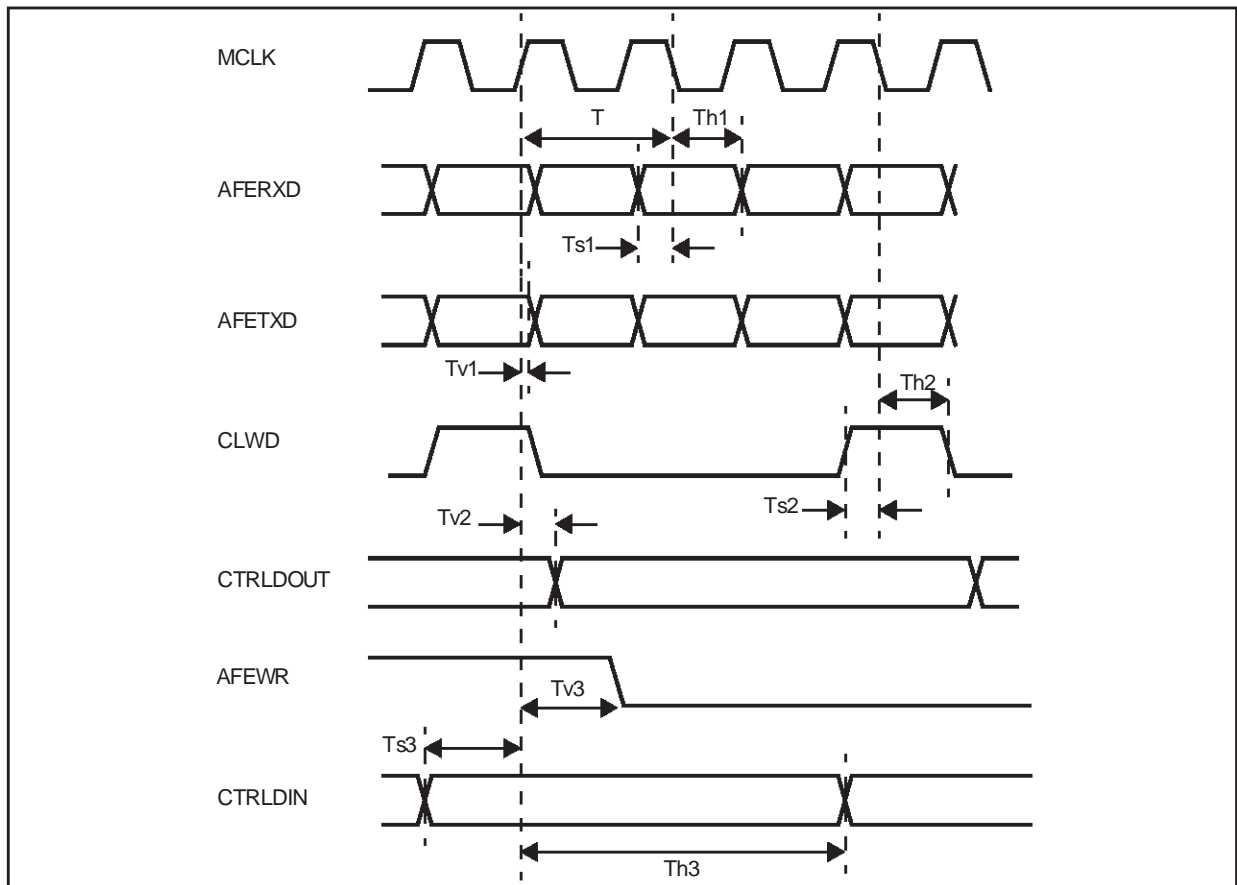 MCLK
T
Th1
AFERXD
Ts1
AFETXD
Tv1
Th2
CLWD
Ts2
Tv2
CTRLDOUT
AFEWR
Tv3
Ts3
CTRLDIN
Th3